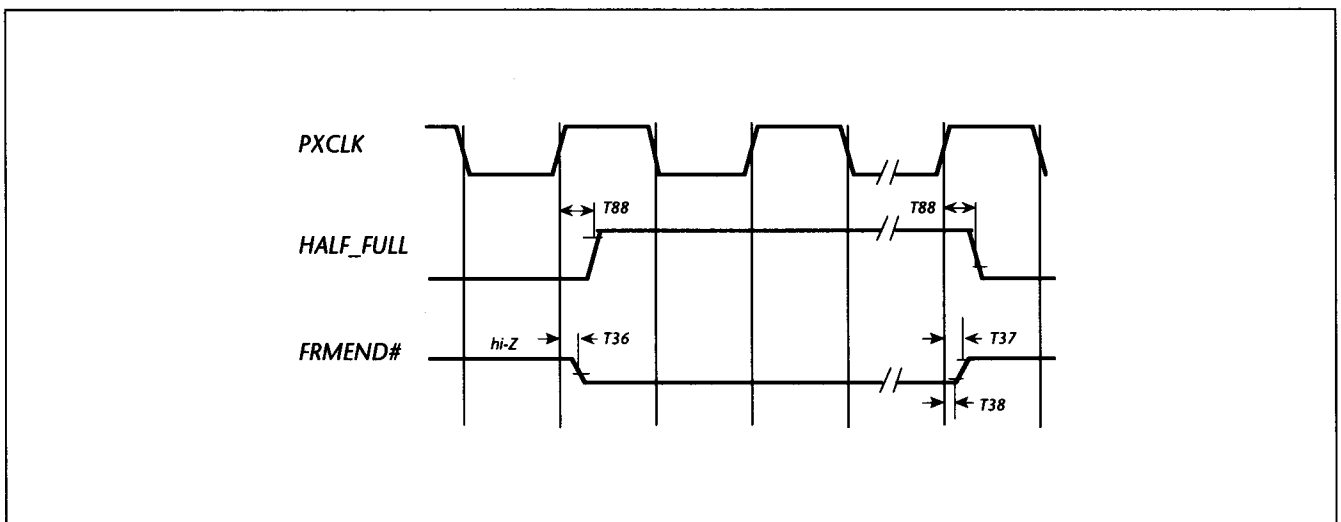 PXCLK
T88 T88
HALF_FULL
hi-Z T36 T37
FRMEND#
T38